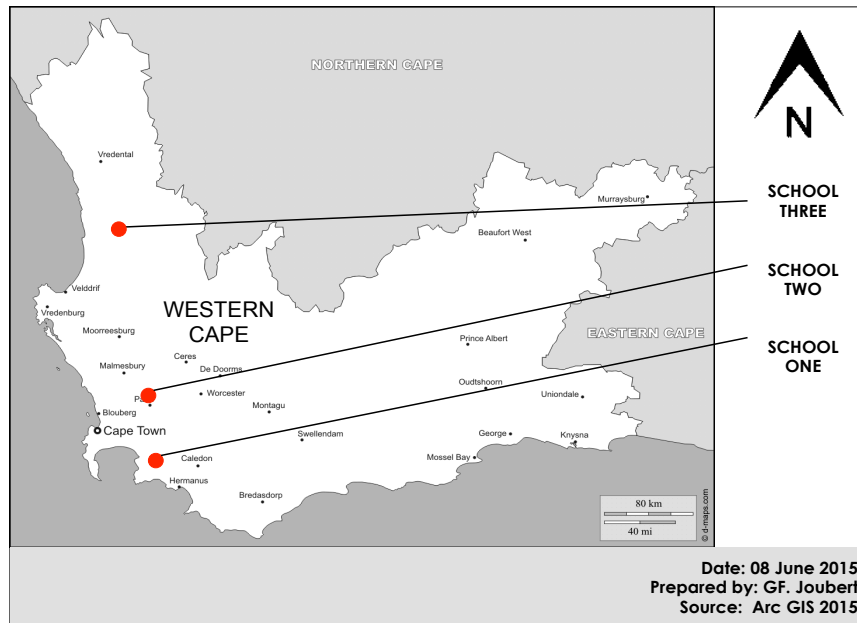 NORTHERN CAPE
Vredental
Murraysburg
SCHOOL
THREE
N
Beaufort West
Velddrif
Vredenburg
WESTERN
CAPE
SCHOOL
TWO
Moorreesburg
EASTERN CAPE
Prince Albert
SCHOOL
ONE
Ceres
De Doorms
Malmesbury
Worcester
Oudtshoorn
Uniondale
Blouberg
Montagu
Cape Town
Swellendam
George
Knysna
Mossel Bay
Caledon
Hermanus
Bredasdorp
80 km
40 mi
© d-maps.com
Date: 08 June 2015
Prepared by: GF. Joubert
Source: Arc GIS 2015